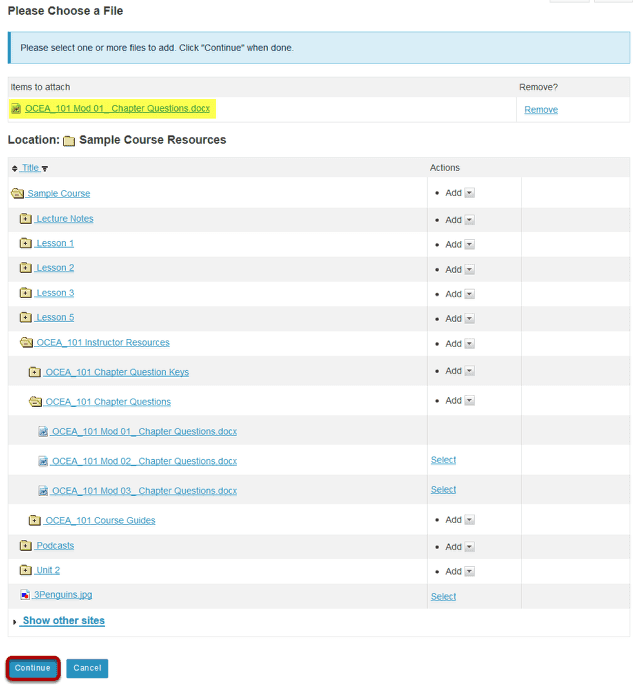 Please Choose a File
Please select one or more files to add. Click "Continue" when done.
Items to attach Remove?
OCEA_101 Mod 01_ Chapter Questions.docx Remove
Location: Sample Course Resources
Title Actions
Sample Course • Add
Lecture Notes • Add
Lesson 1 • Add
Lesson 2 • Add
Lesson 3 • Add
Lesson 5 • Add
OCEA_101 Instructor Resources • Add
OCEA_101 Chapter Question Keys • Add
OCEA_101 Chapter Questions • Add
OCEA_101 Mod 01_ Chapter Questions.docx
OCEA_101 Mod 02_ Chapter Questions.docx Select
OCEA_101 Mod 03_ Chapter Questions.docx Select
OCEA_101 Course Guides • Add
Podcasts • Add
Unit 2 • Add
3Penguins.jpg Select
Show other sites
Continue Cancel